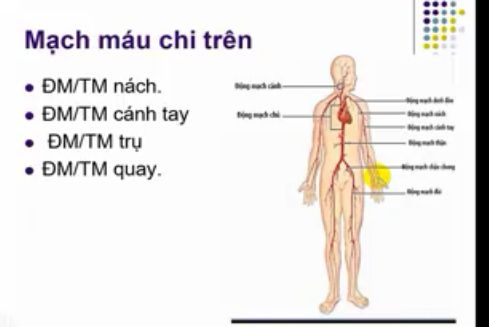 Mạch máu chi trên
ĐM/TM nách.
ĐM/TM cánh tay
ĐM/TM trụ
ĐM/TM quay.
Động mạch cảnh
Động mạch chủ
Động mạch dưới đòn
Động mạch nách
Động mạch cánh tay
Động mạch thận
Động mạch chậu chung
Động mạch đùi